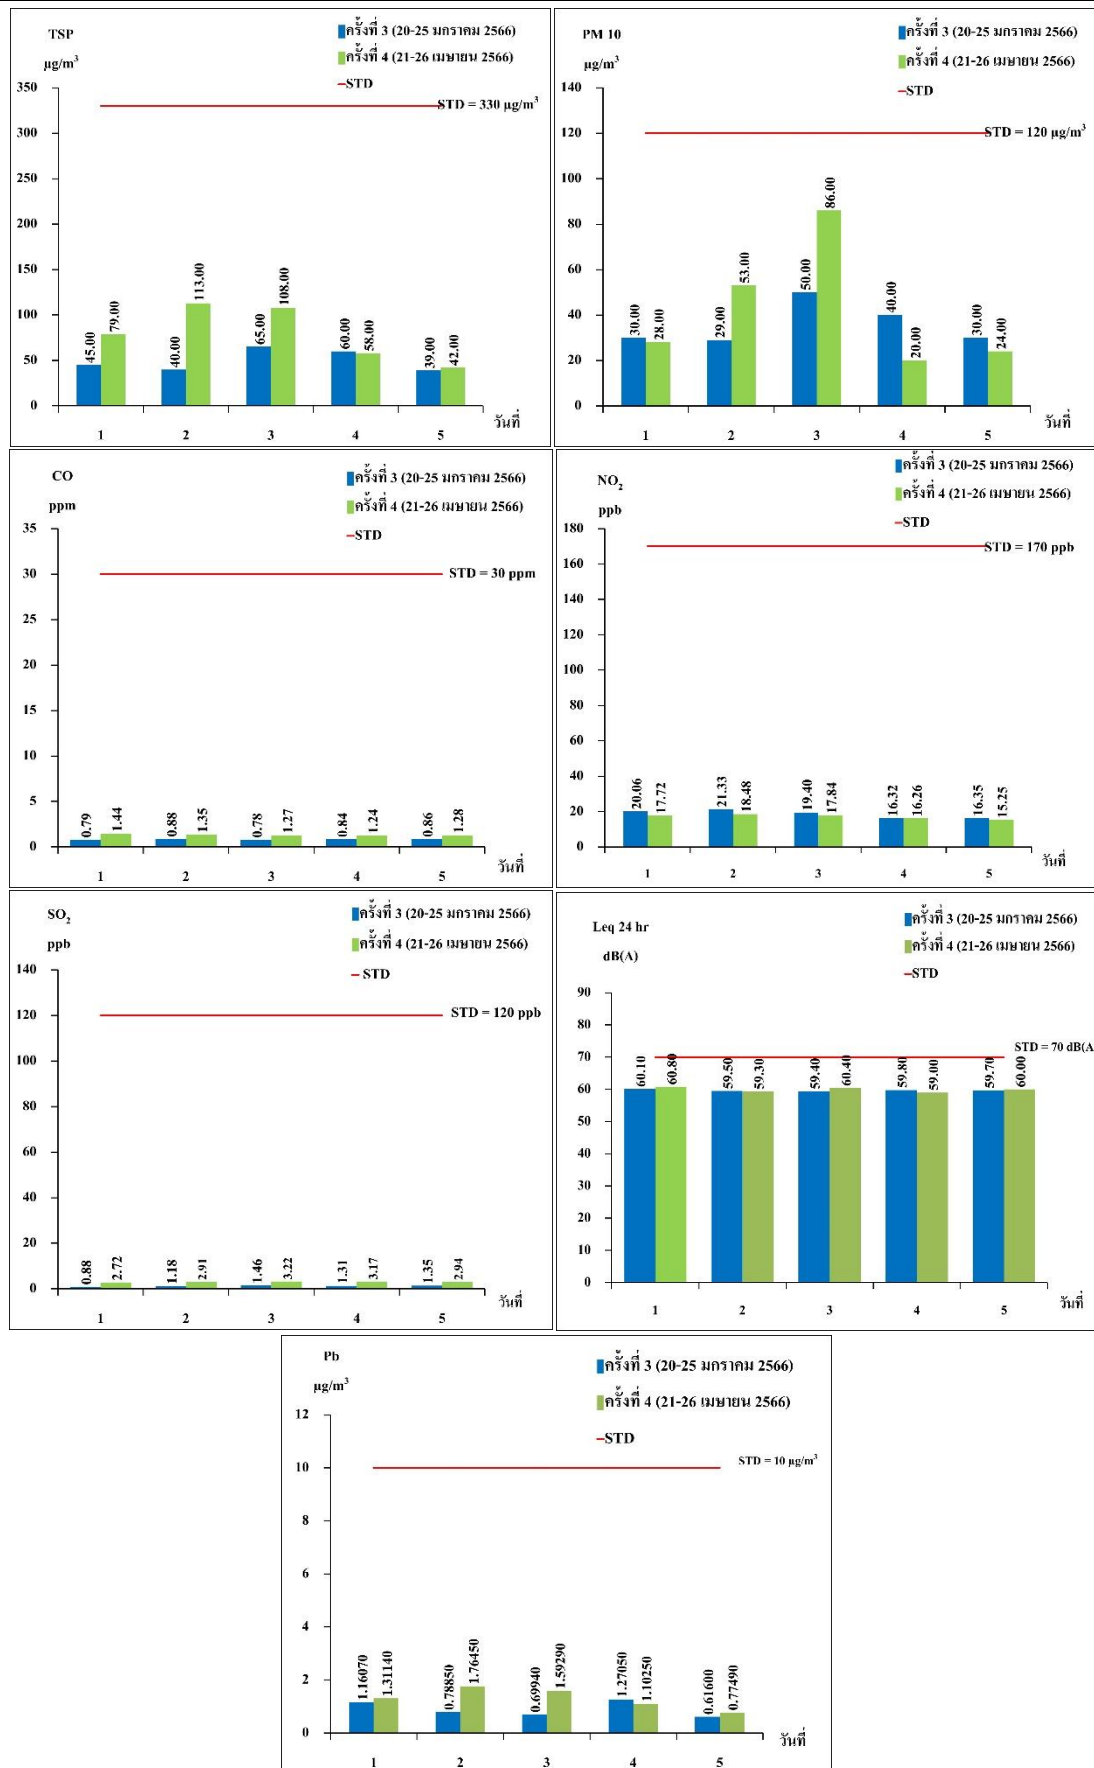 TSP
µg/m³
ครั้งที่ 3 (20-25 มกราคม 2566)
ครั้งที่ 4 (21-26 เมษายน 2566)
STD
STD = 330 µg/m³
350
300
250
200
150
100
50
0
45.00 79.00 40.00 113.00 65.00 108.00 60.00 58.00 39.00 42.00
1 2 3 4 5
วันที่
PM 10
µg/m³
ครั้งที่ 3 (20-25 มกราคม 2566)
ครั้งที่ 4 (21-26 เมษายน 2566)
STD
STD = 120 µg/m³
140
120
100
80
60
40
20
0
30.00 28.00 29.00 53.00 50.00 86.00 40.00 20.00 30.00 24.00
1 2 3 4 5
วันที่
CO
ppm
ครั้งที่ 3 (20-25 มกราคม 2566)
ครั้งที่ 4 (21-26 เมษายน 2566)
STD
STD = 30 ppm
35
30
25
20
15
10
5
0
0.79 1.44 0.88 1.35 0.78 1.27 0.84 1.24 0.86 1.28
1 2 3 4 5
วันที่
NO₂
ppb
ครั้งที่ 3 (20-25 มกราคม 2566)
ครั้งที่ 4 (21-26 เมษายน 2566)
STD
STD = 170 ppb
180
160
140
120
100
80
60
40
20
0
20.06 17.72 21.33 18.48 19.40 17.84 16.32 16.26 16.35 15.25
1 2 3 4 5
วันที่
SO₂
ppb
ครั้งที่ 3 (20-25 มกราคม 2566)
ครั้งที่ 4 (21-26 เมษายน 2566)
STD
STD = 120 ppb
140
120
100
80
60
40
20
0
0.88 2.72 1.18 2.91 1.46 3.22 1.31 3.17 1.35 2.94
1 2 3 4 5
วันที่
Leq 24 hr
dB(A)
ครั้งที่ 3 (20-25 มกราคม 2566)
ครั้งที่ 4 (21-26 เมษายน 2566)
STD
STD = 70 dB(A
90
80
70
60
50
40
30
20
10
0
60.10 60.80 59.50 59.30 59.40 60.40 59.80 59.00 59.70 60.00
1 2 3 4 5
วันที่
Pb
µg/m³
ครั้งที่ 3 (20-25 มกราคม 2566)
ครั้งที่ 4 (21-26 เมษายน 2566)
STD
STD = 10 µg/m³
12
10
8
6
4
2
0
1.16070 1.31140 0.78850 1.76450 0.69940 1.59290 1.27050 1.10250 0.61600 0.77490
1 2 3 4 5
วันที่